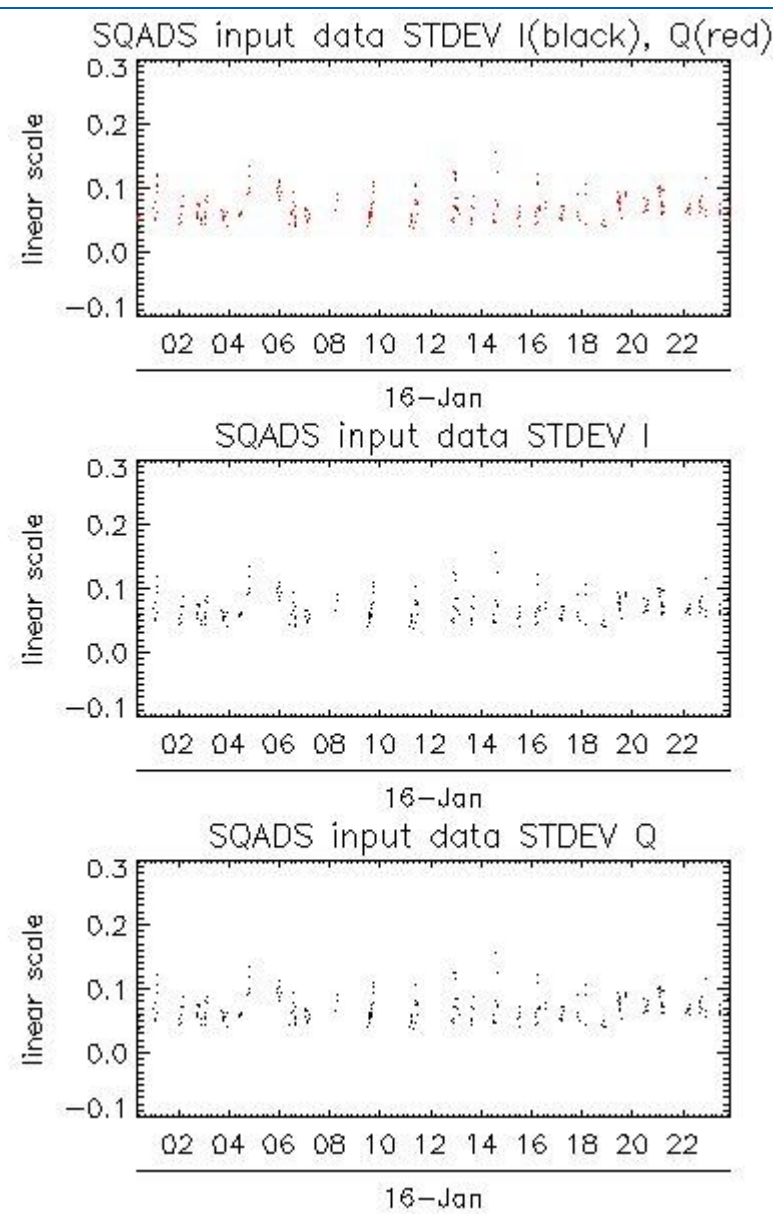 SQADS input data STDEV I(black), Q(red)
0.3
0.2
0.1
0.0
−0.1
linear scale
02 04 06 08 10 12 14 16 18 20 22
16−Jan
SQADS input data STDEV I
0.3
0.2
0.1
0.0
−0.1
linear scale
02 04 06 08 10 12 14 16 18 20 22
16−Jan
SQADS input data STDEV Q
0.3
0.2
0.1
0.0
−0.1
linear scale
02 04 06 08 10 12 14 16 18 20 22
16−Jan